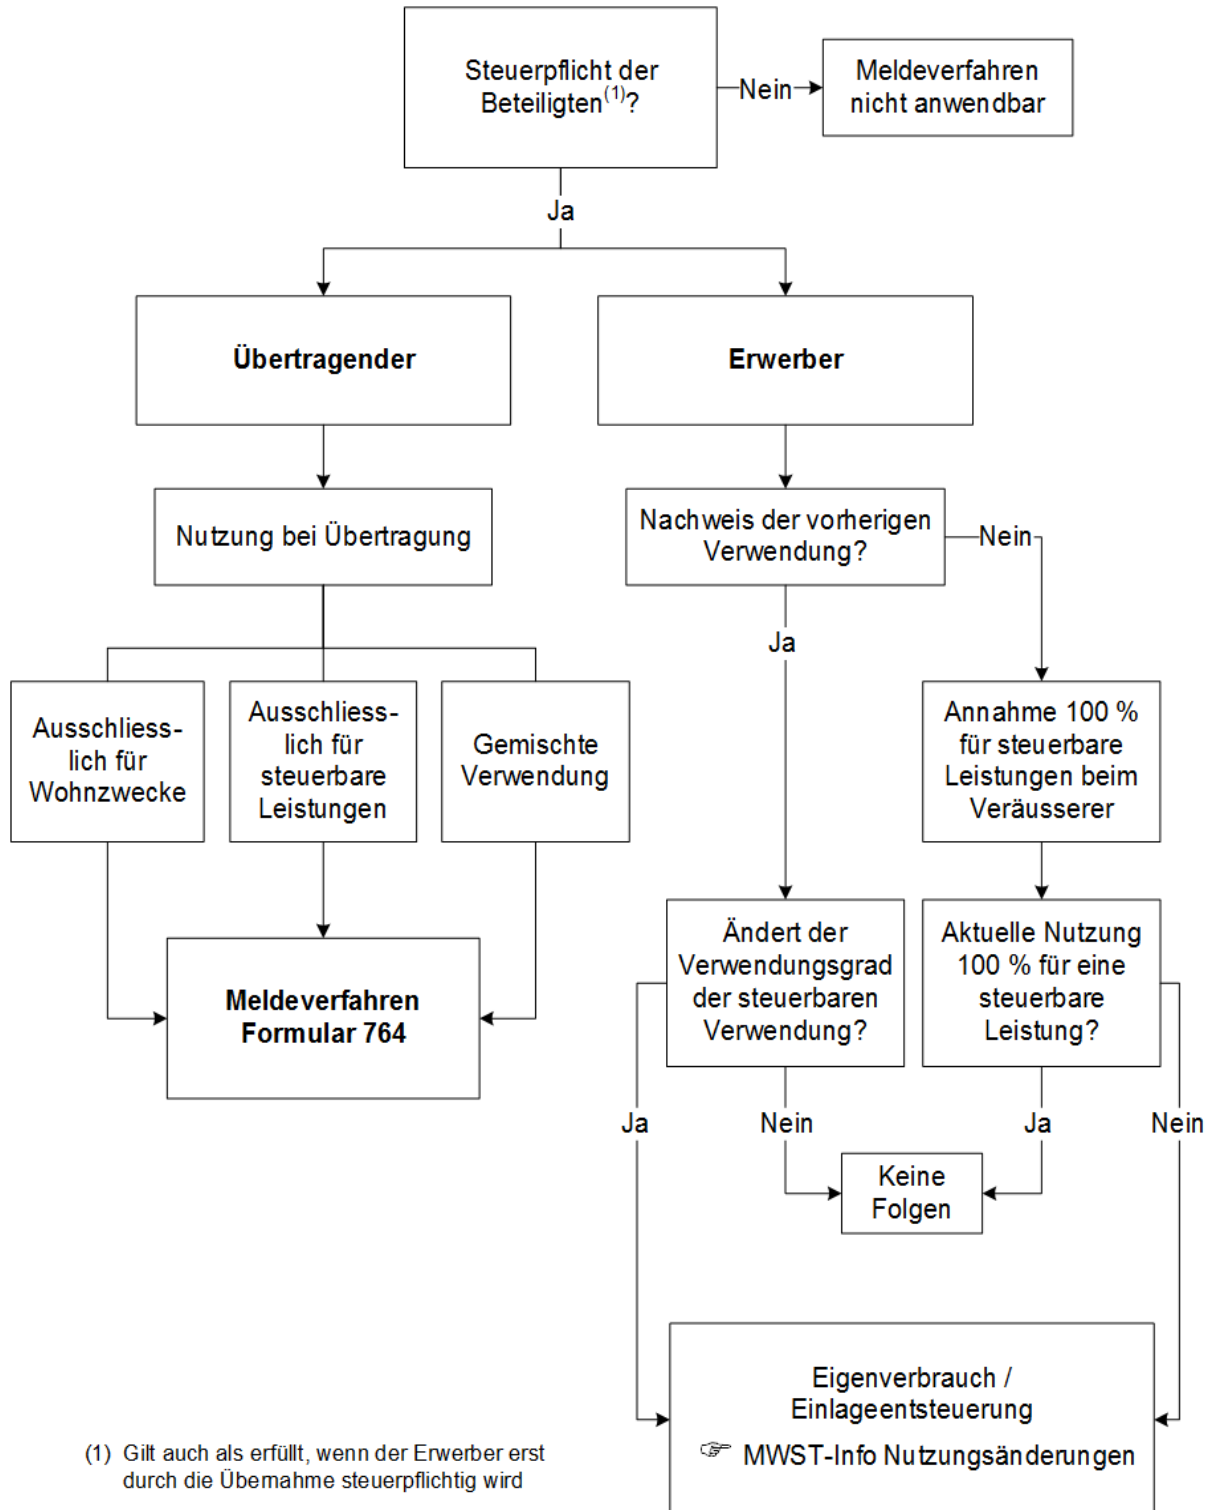 Steuerpflicht der
Beteiligten(1)?
Nein
Meldeverfahren
nicht anwendbar
Ja
Übertragender
Erwerber
Nutzung bei Übertragung
Nachweis der vorherigen
Verwendung?
Nein
Ja
Ausschliess-
lich für
Wohnzwecke
Ausschliess-
lich für
steuerbare
Leistungen
Gemischte
Verwendung
Annahme 100 %
für steuerbare
Leistungen beim
Veräusserer
Meldeverfahren
Formular 764
Ändert der
Verwendungsgrad
der steuerbaren
Verwendung?
Aktuelle Nutzung
100 % für eine
steuerbare
Leistung?
Ja
Nein
Ja
Nein
Keine
Folgen
Eigenverbrauch /
Einlageentsteuerung
☞ MWST-Info Nutzungsänderungen
(1) Gilt auch als erfüllt, wenn der Erwerber erst
durch die Übernahme steuerpflichtig wird